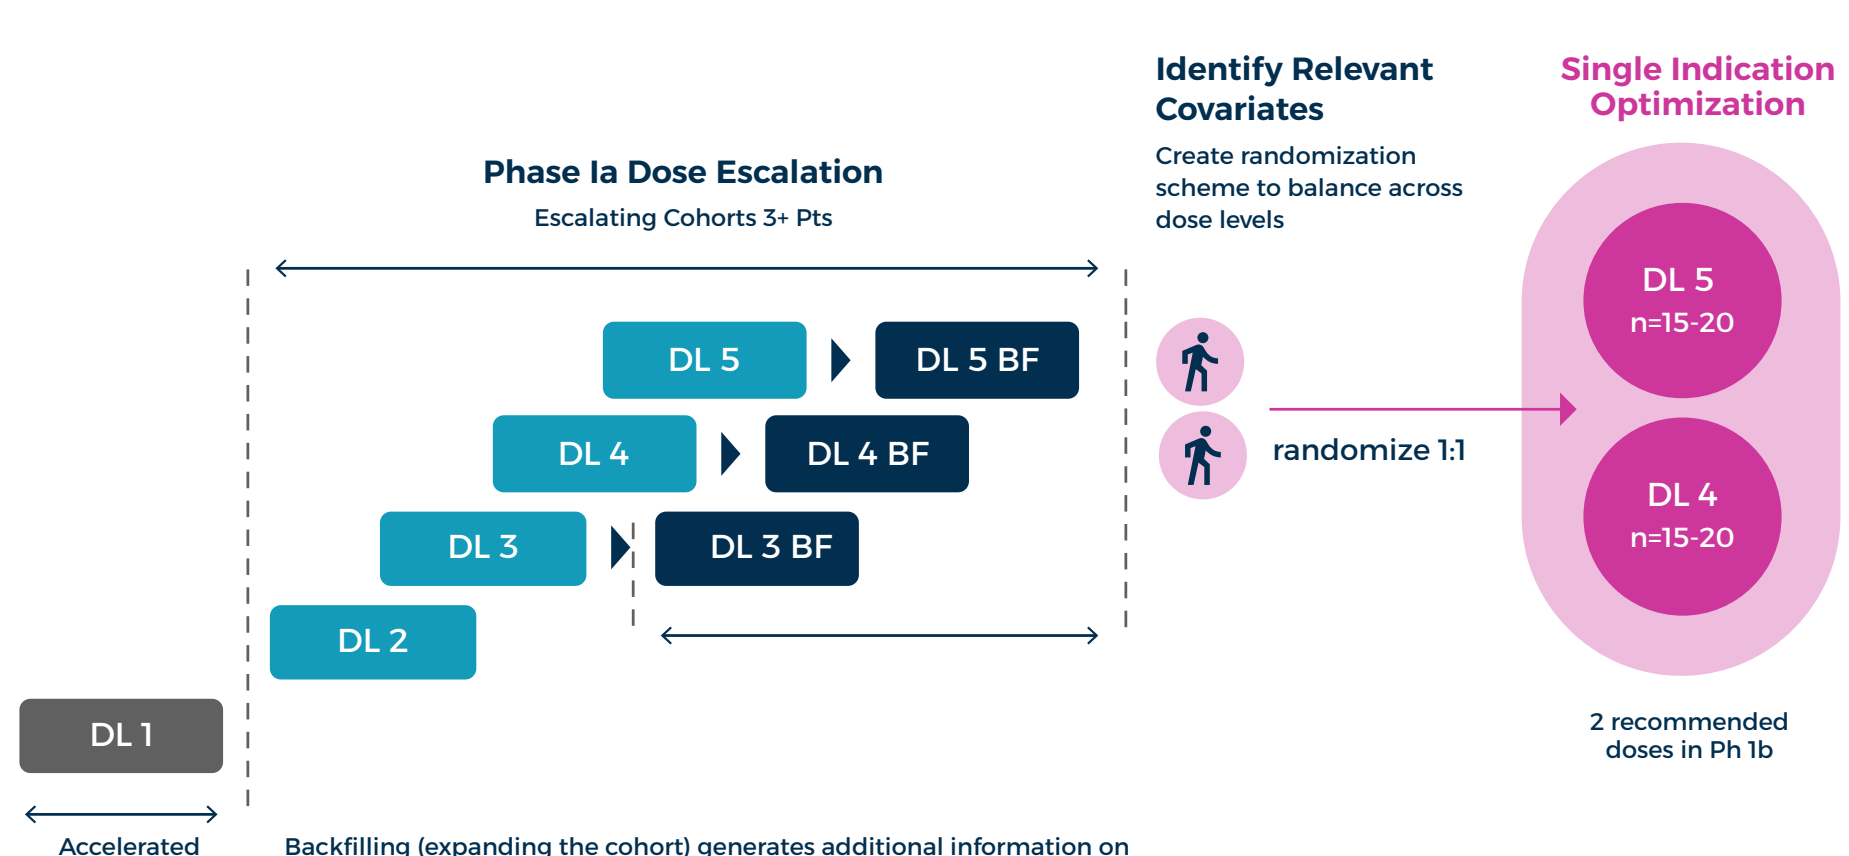 Identify Relevant
Covariates
Create randomization
scheme to balance across
dose levels
Single Indication
Optimization
Phase Ia Dose Escalation
Escalating Cohorts 3+ Pts
DL 5
DL 5 BF
DL 4
DL 4 BF
DL 3
DL 3 BF
DL 2
DL 1
randomize 1:1
DL 5
n=15-20
DL 4
n=15-20
2 recommended
doses in Ph 1b
Accelerated
Backfilling (expanding the cohort) generates additional information on